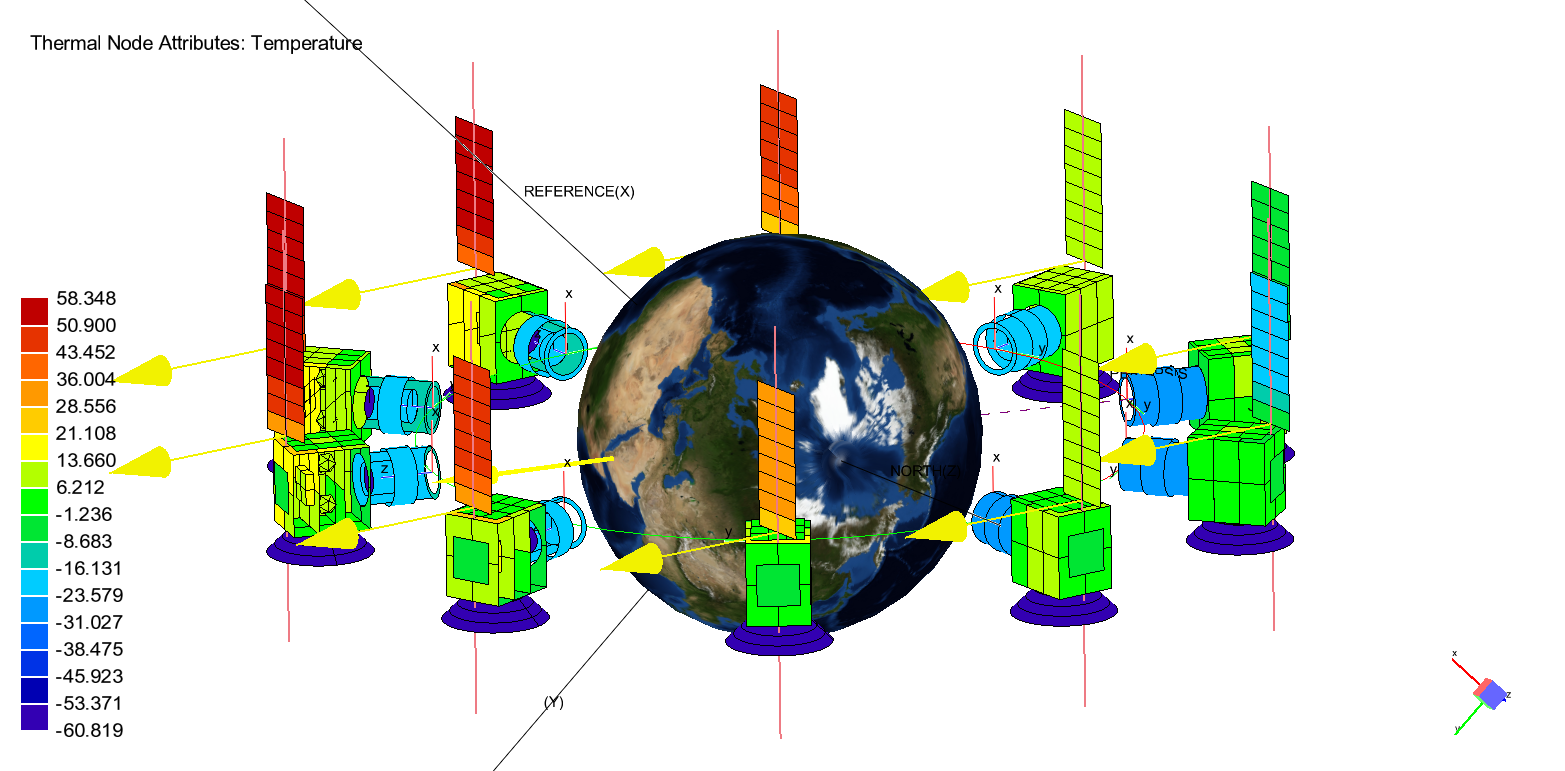 Thermal Node Attributes: Temperature
REFERENCE(X)
58.348
50.900
43.452
36.004
28.556
21.108
13.660
6.212
-1.236
-8.683
-16.131
-23.579
-31.027
-38.475
-45.923
-53.371
-60.819
x
x
x
x
y
x
y
x
y
z
x
x
NORTH(Z)
y
y
(Y)
x
z
y